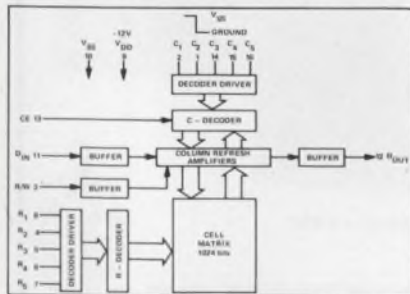 VSS
GROUND
-12V
VSS VDD
10 9
C1 C2 C3 C4 C5
2 1 14 15 16
DECODER DRIVER
CE 13
C – DECODER
DIN 11
BUFFER
COLUMN REFRESH AMPLIFIERS
BUFFER
12 DOUT
R/W 3
BUFFER
R1 8
R2 4
R3 5
R4 6
R5 7
DECODER DRIVER
R – DECODER
CELL
MATRIX
1024 bits